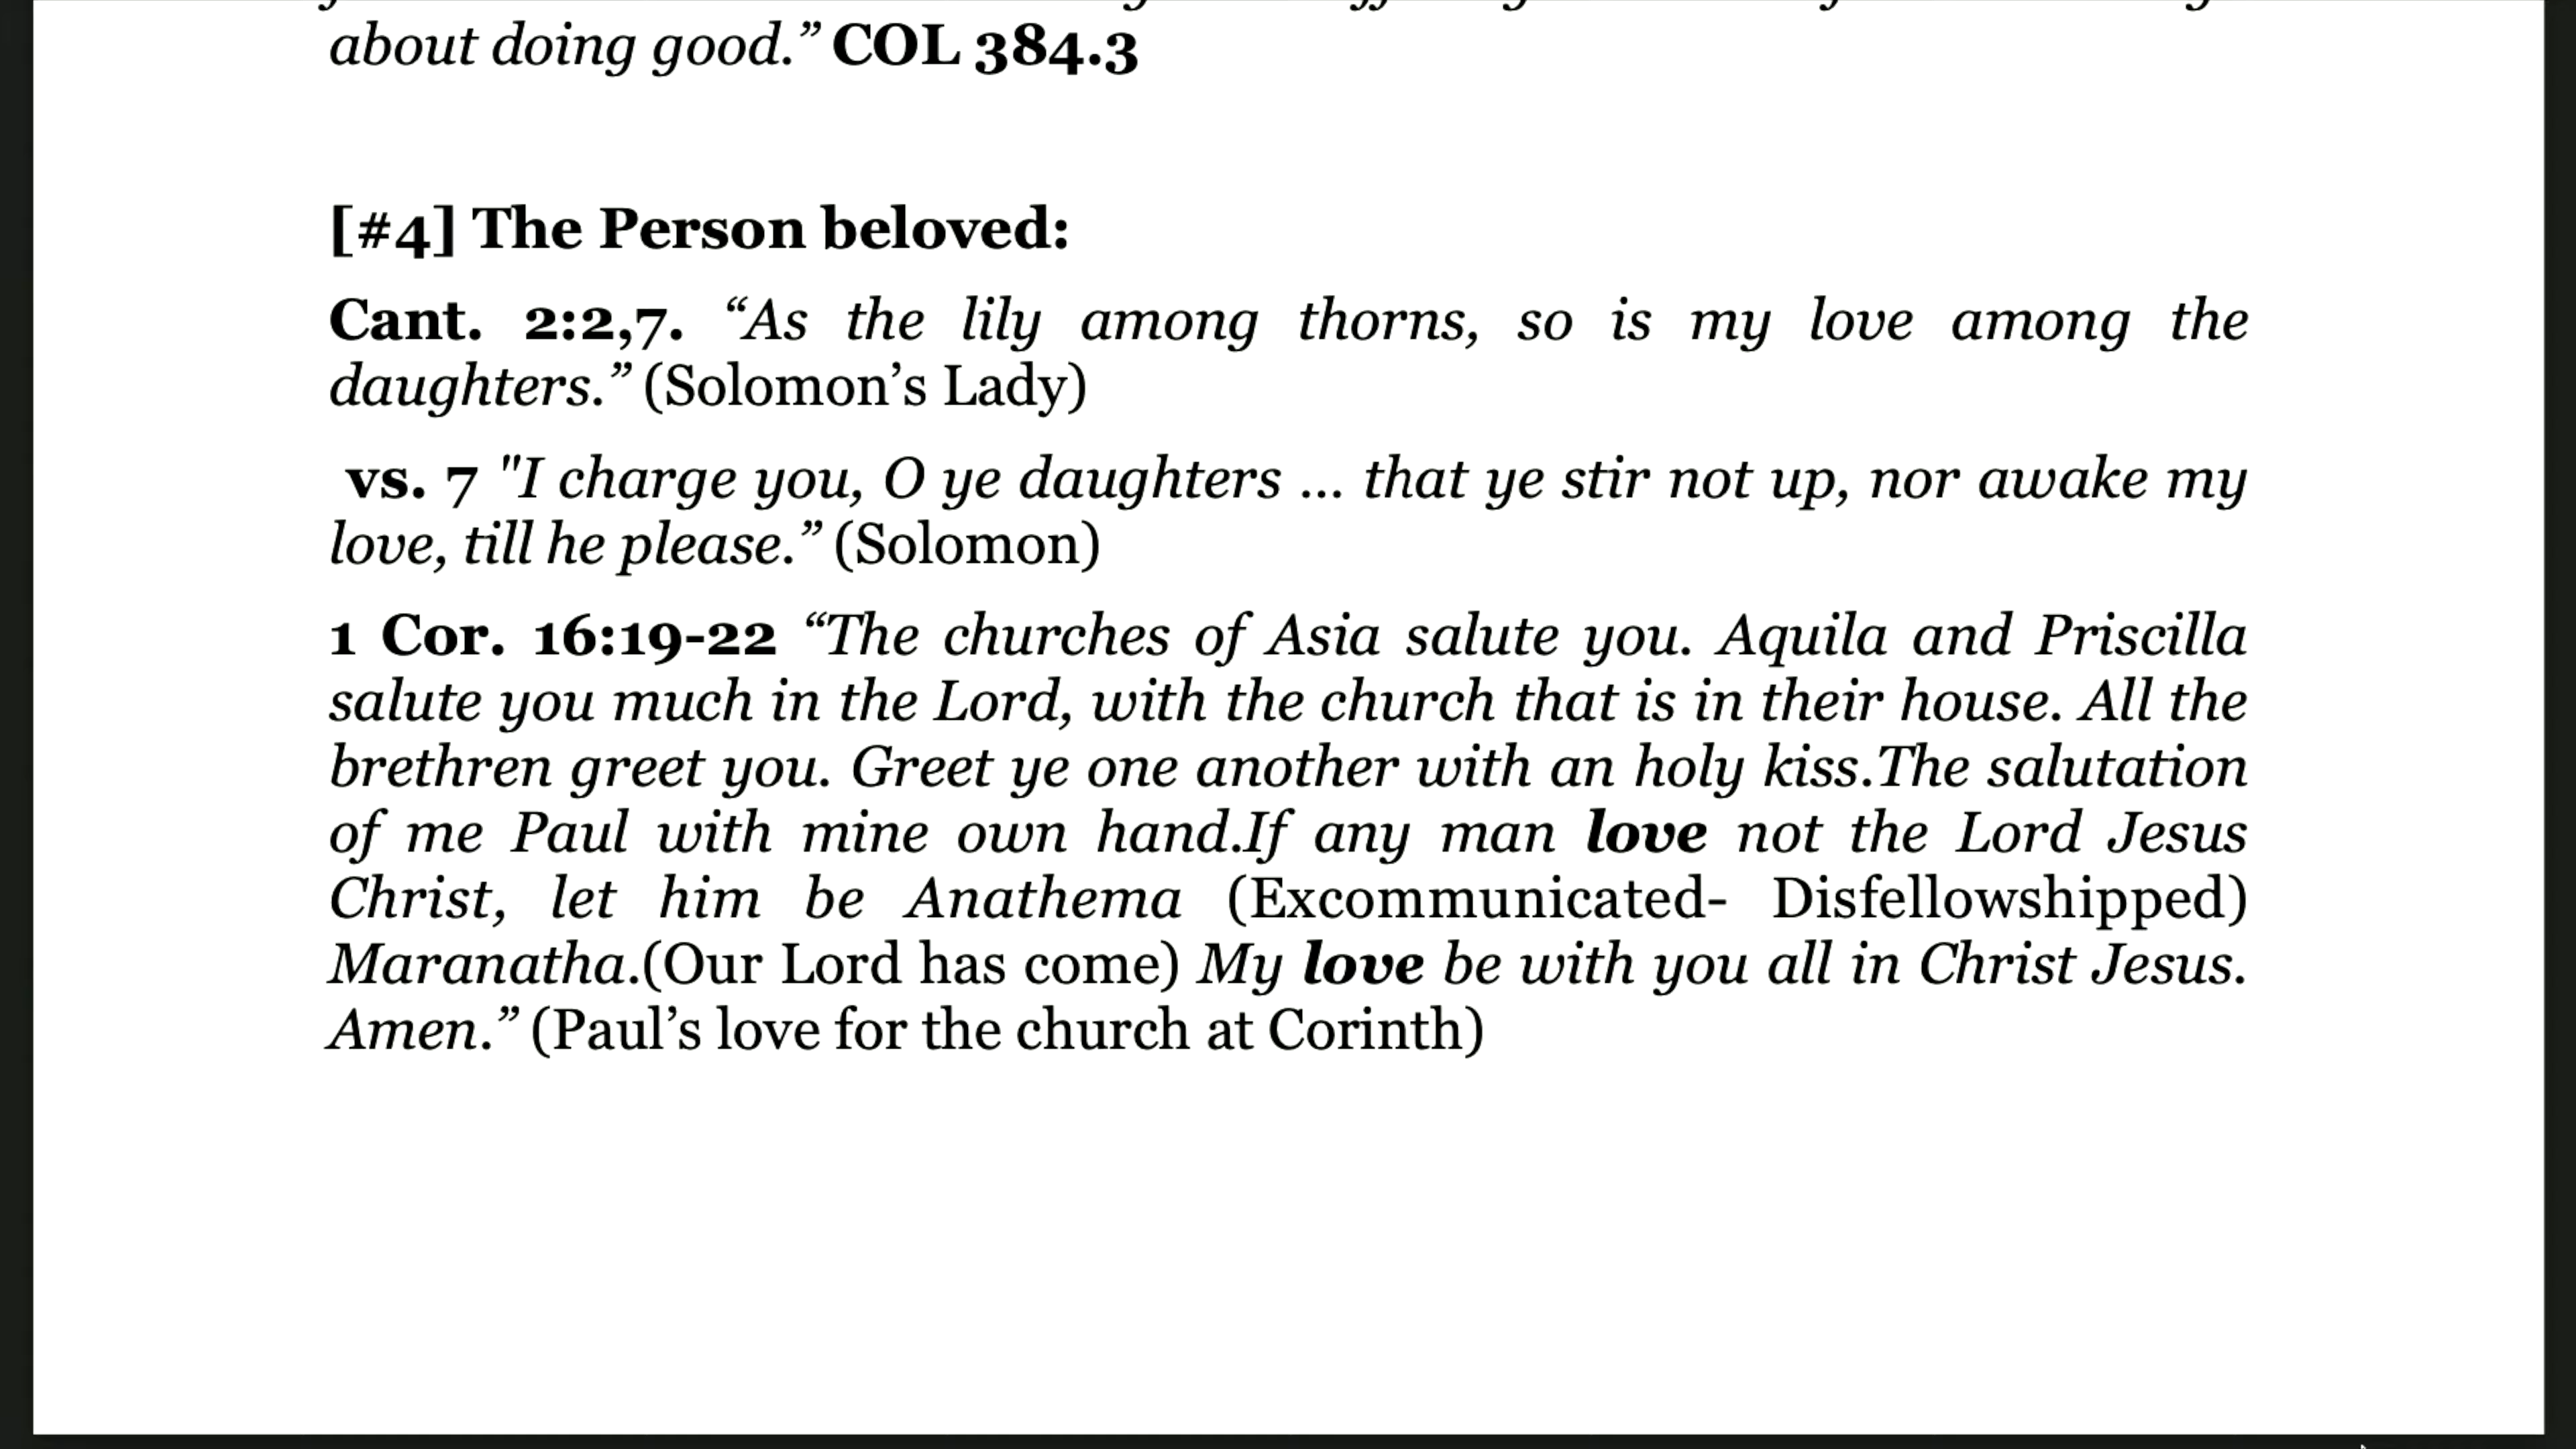 about doing good.” COL 384.3
[#4] The Person beloved:
Cant. 2:2,7. “As the lily among thorns, so is my love among the
daughters.” (Solomon’s Lady)
vs. 7 "I charge you, O ye daughters ... that ye stir not up, nor awake my
love, till he please.” (Solomon)
1 Cor. 16:19-22 “The churches of Asia salute you. Aquila and Priscilla
salute you much in the Lord, with the church that is in their house. All the
brethren greet you. Greet ye one another with an holy kiss.The salutation
of me Paul with mine own hand.If any man love not the Lord Jesus
Christ, let him be Anathema (Excommunicated- Disfellowshipped)
Maranatha.(Our Lord has come) My love be with you all in Christ Jesus.
Amen.” (Paul’s love for the church at Corinth)